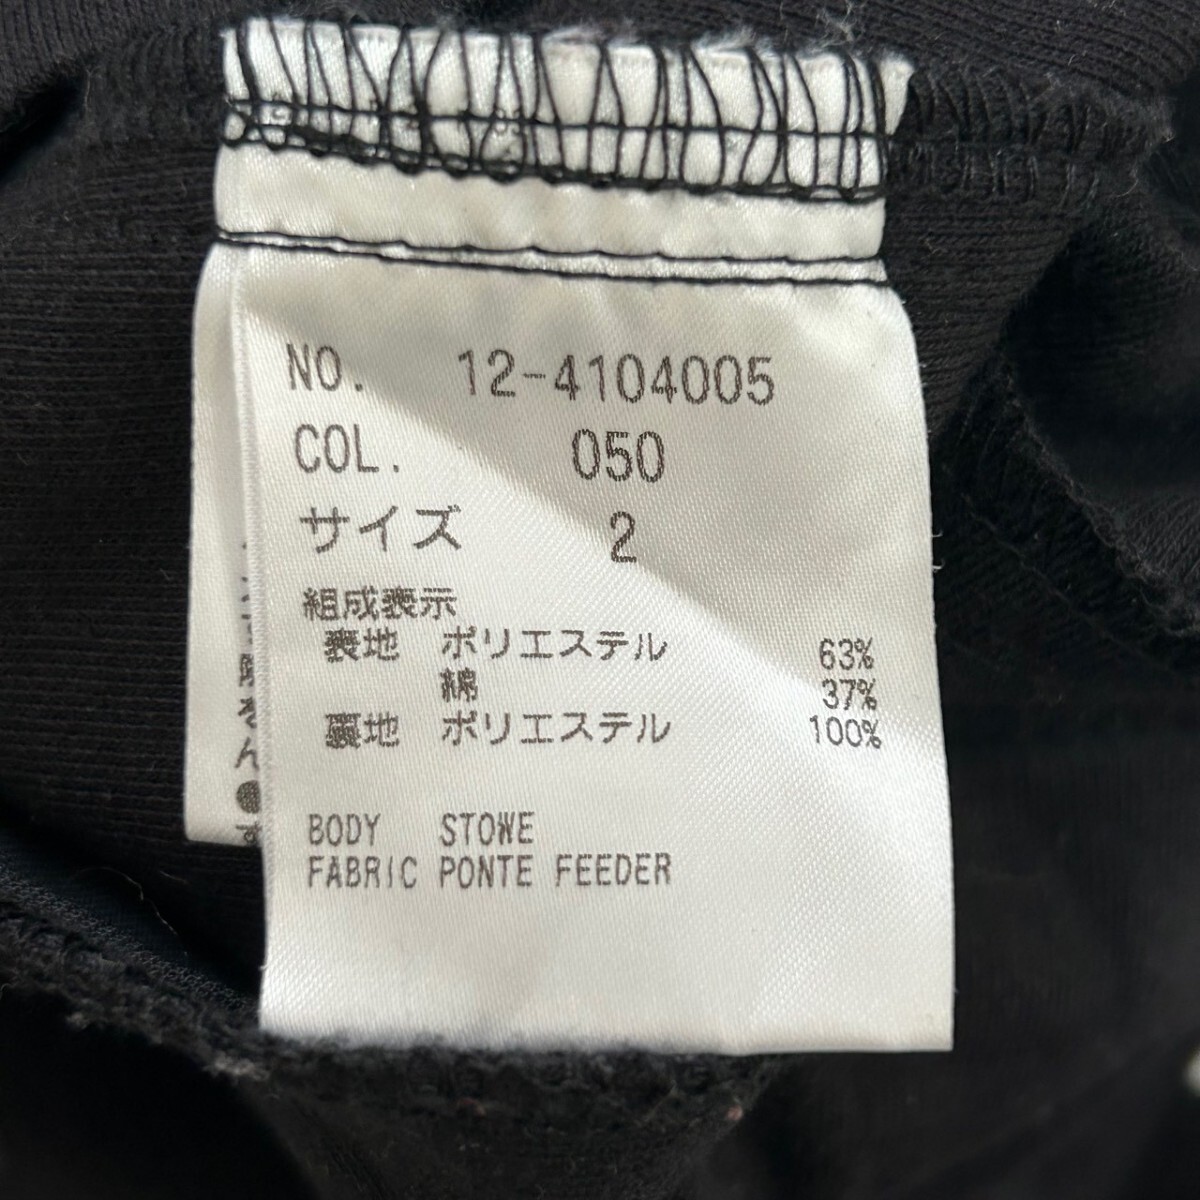 NO. 12-4104005
COL. 050
サイズ 2
組成表示
表地 ポリエステル 63%
綿 37%
裏地 ポリエステル 100%
BODY STOWE
FABRIC PONTE FEEDER